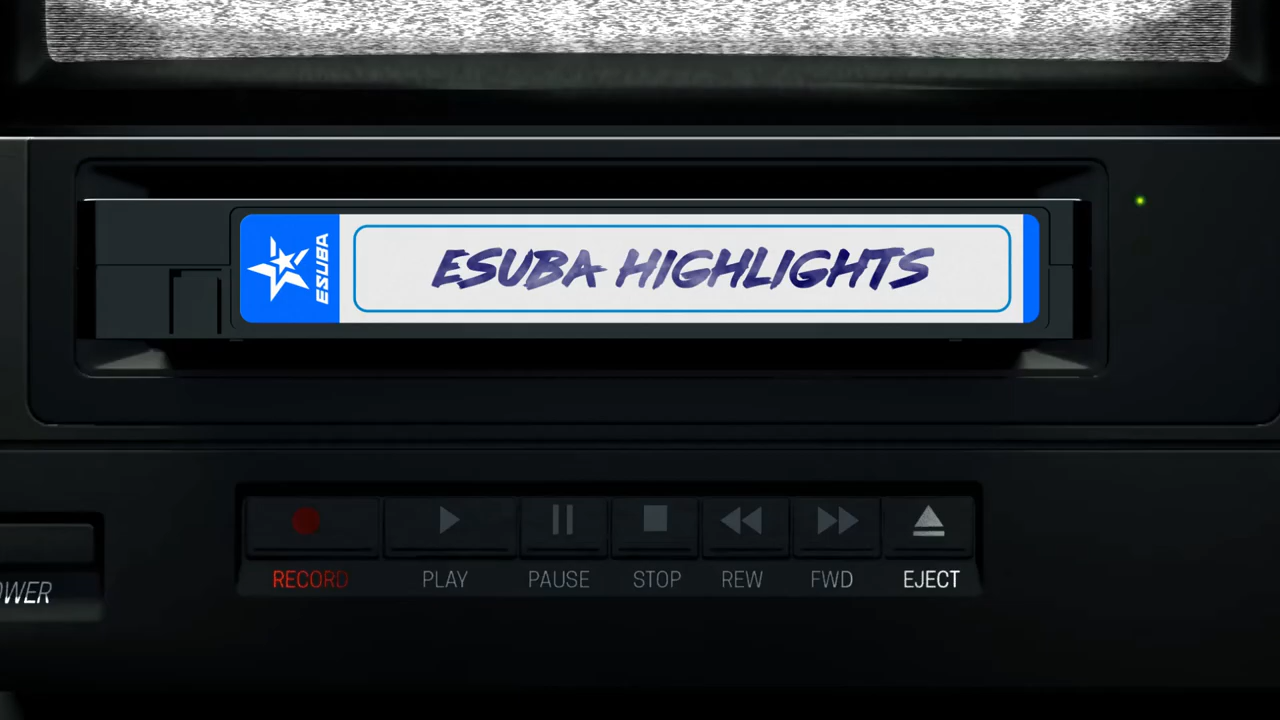 ESUBA
ESUBA HIGHLIGHTS
OWER
RECORD
PLAY
PAUSE
STOP
REW
FWD
EJECT